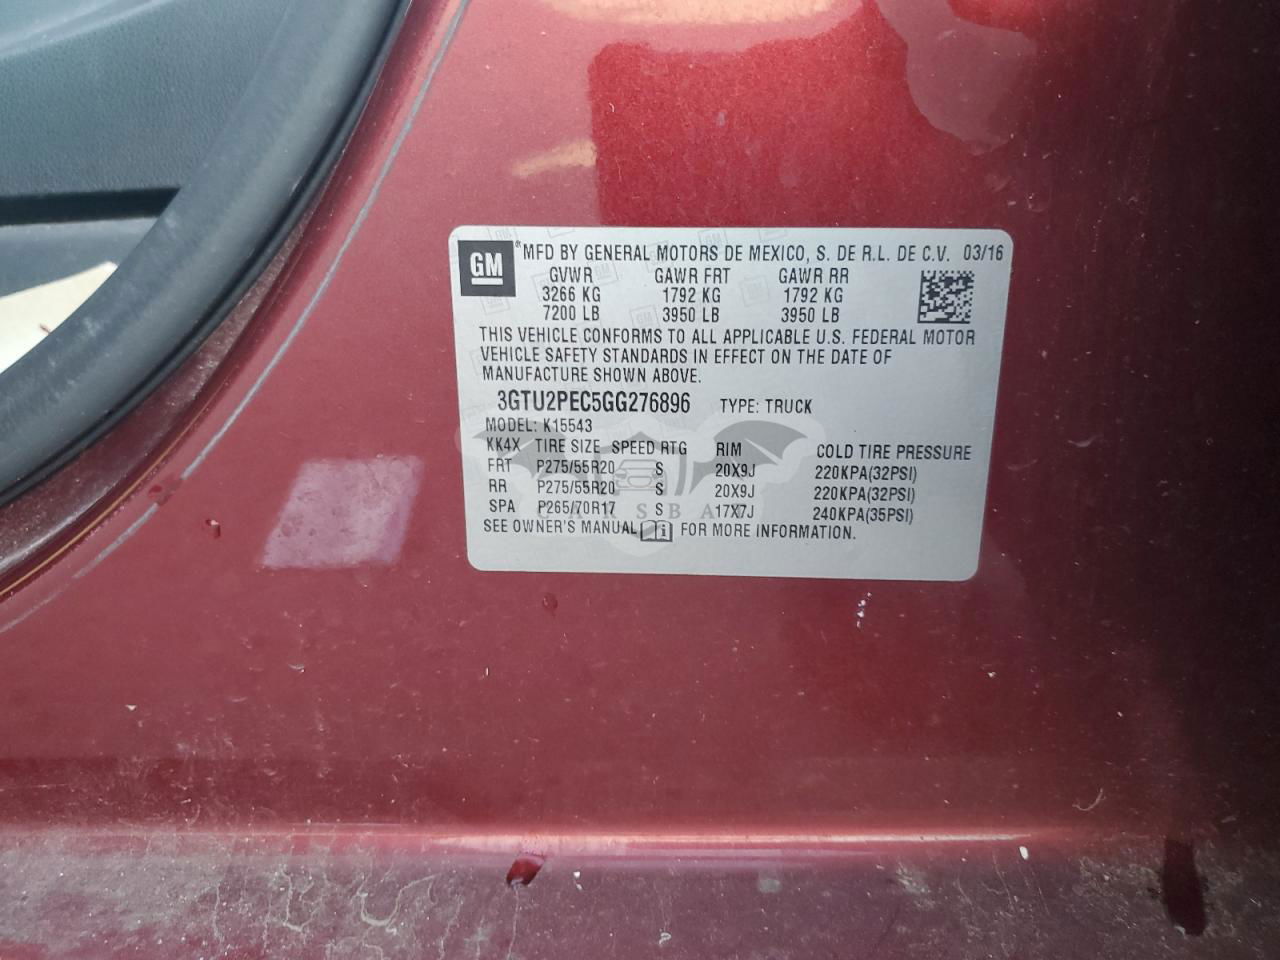 GM ® MFD BY GENERAL MOTORS DE MEXICO, S. DE R.L. DE C.V. 03/16
GVWR GAWR FRT GAWR RR
3266 KG 1792 KG 1792 KG
7200 LB 3950 LB 3950 LB
THIS VEHICLE CONFORMS TO ALL APPLICABLE U.S. FEDERAL MOTOR
VEHICLE SAFETY STANDARDS IN EFFECT ON THE DATE OF
MANUFACTURE SHOWN ABOVE.
3GTU2PEC5GG276896 TYPE: TRUCK
MODEL: K15543
KK4X TIRE SIZE SPEED RTG RIM COLD TIRE PRESSURE
FRT P275/55R20 S 20X9J 220KPA(32PSI)
RR P275/55R20 S 20X9J 220KPA(32PSI)
SPA P265/70R17 S 17X7J 240KPA(35PSI)
SEE OWNER'S MANUAL i FOR MORE INFORMATION.